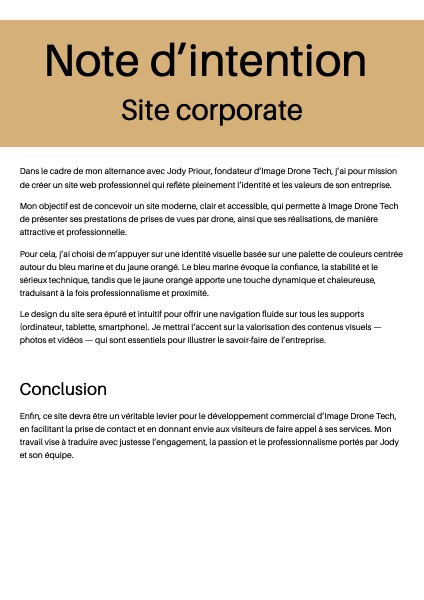 Note d’intention
Site corporate
Dans le cadre de mon alternance avec Jody Priour, fondateur d’Image Drone Tech, j’ai pour mission
de créer un site web professionnel qui reflète pleinement l’identité et les valeurs de son entreprise.
Mon objectif est de concevoir un site moderne, clair et accessible, qui permette à Image Drone Tech
de présenter ses prestations de prises de vues par drone, ainsi que ses réalisations, de manière
attractive et professionnelle.
Pour cela, j’ai choisi de m’appuyer sur une identité visuelle basée sur une palette de couleurs centrée
autour du bleu marine et du jaune orangé. Le bleu marine évoque la confiance, la stabilité et le
sérieux technique, tandis que le jaune orangé apporte une touche dynamique et chaleureuse,
traduisant à la fois professionnalisme et proximité.
Le design du site sera épuré et intuitif pour offrir une navigation fluide sur tous les supports
(ordinateur, tablette, smartphone). Je mettrai l’accent sur la valorisation des contenus visuels —
photos et vidéos — qui sont essentiels pour illustrer le savoir-faire de l’entreprise.
Conclusion
Enfin, ce site devra être un véritable levier pour le développement commercial d’Image Drone Tech,
en facilitant la prise de contact et en donnant envie aux visiteurs de faire appel à ses services. Mon
travail vise à traduire avec justesse l’engagement, la passion et le professionnalisme portés par Jody
et son équipe.